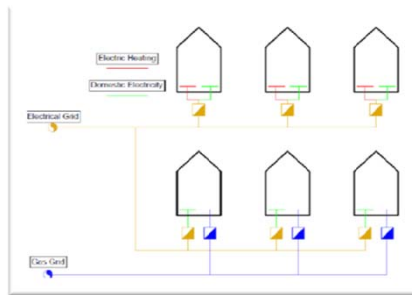 Electric Heating
Domestic Electricity
Electrical Grid
Gas Grid